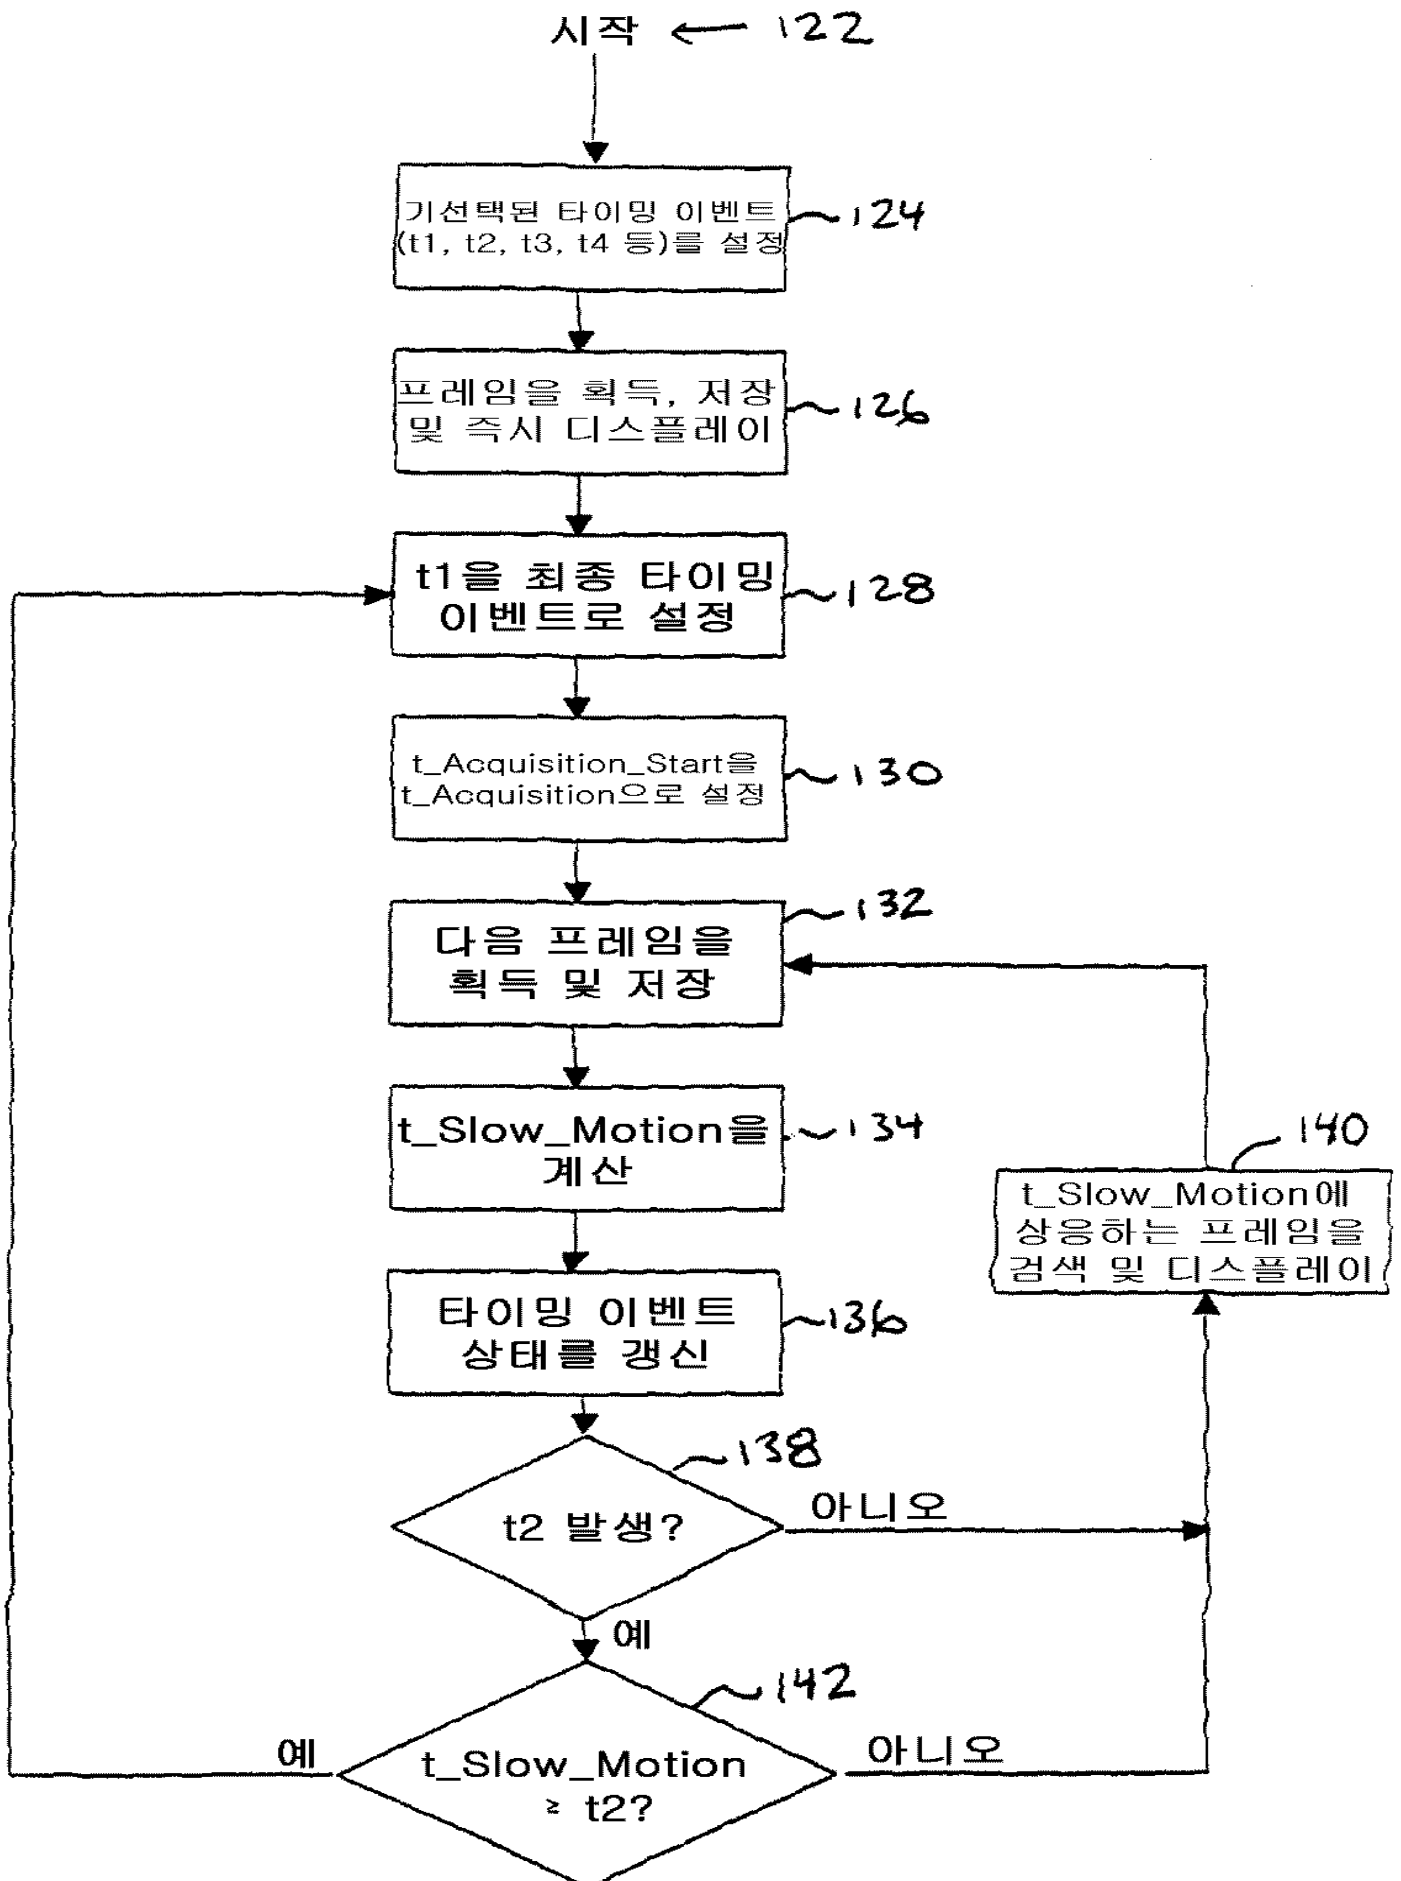 시작 ← 122
기선택된 타이밍 이벤트
(t1, t2, t3, t4 등)를 설정
124
프레임을 획득, 저장
및 즉시 디스플레이
126
t1을 최종 타이밍
이벤트로 설정
128
t_Acquisition_Start을
t_Acquisition으로 설정
130
다음 프레임을
획득 및 저장
132
t_Slow_Motion을
계산
134
t_Slow_Motion에
상응하는 프레임을
검색 및 디스플레이
140
타이밍 이벤트
상태를 갱신
136
t2 발생?
138
아니오
예
t_Slow_Motion
≥ t2?
142
예
아니오